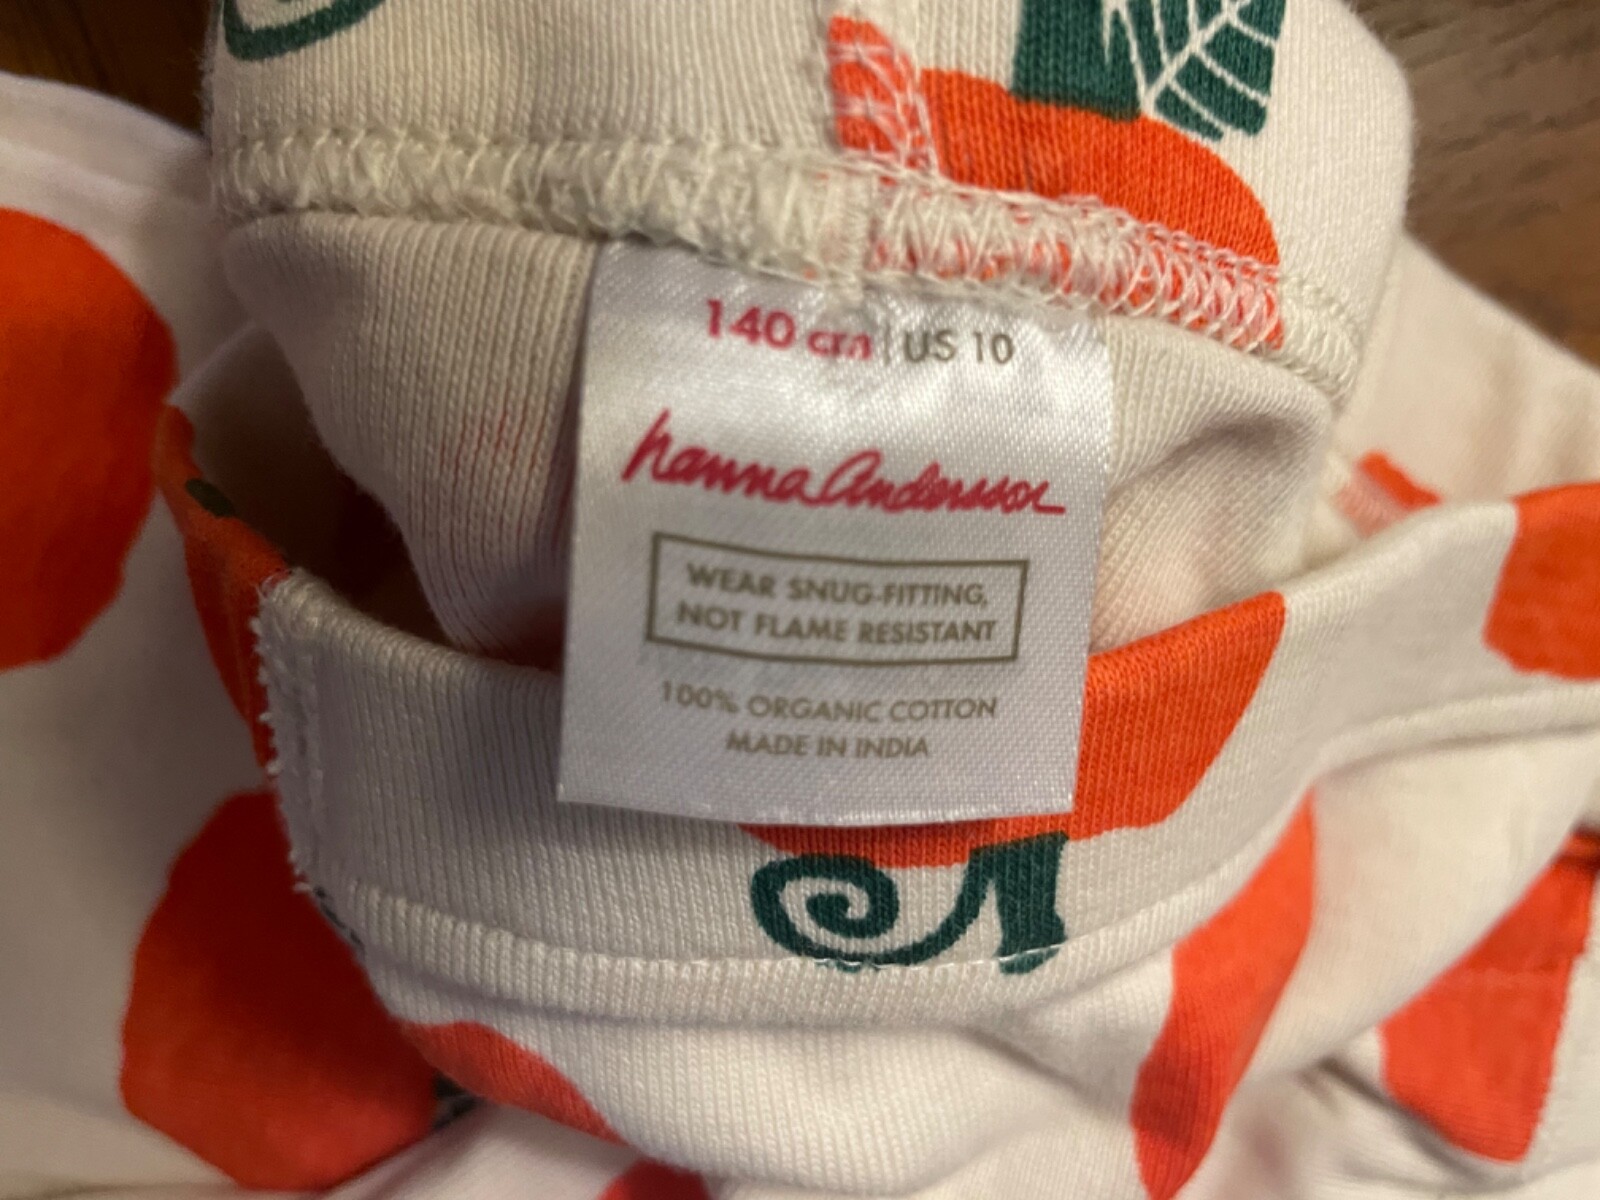 140 cm | US 10
hanna Andersson
WEAR SNUG-FITTING,
NOT FLAME RESISTANT
100% ORGANIC COTTON
MADE IN INDIA